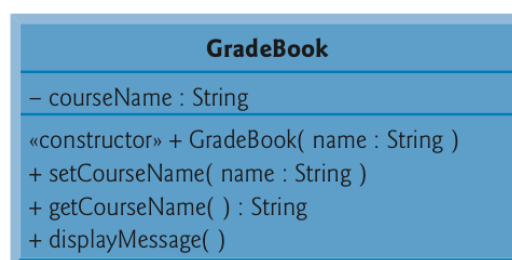 GradeBook
– courseName : String
«constructor» + GradeBook( name : String )
+ setCourseName( name : String )
+ getCourseName( ) : String
+ displayMessage( )